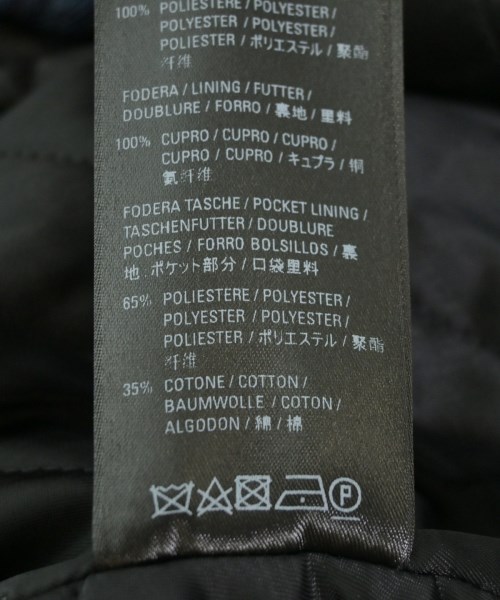 100% POLIESTERE / POLYESTER /
POLYESTER / POLYESTER /
POLIESTER / ポリエステル / 聚酯
纤维
FODERA / LINING / FUTTER /
DOUBLURE / FORRO / 裏地 / 里料
100% CUPRO / CUPRO / CUPRO /
CUPRO / CUPRO / キュプラ / 铜
氨纤维
FODERA TASCHE / POCKET LINING /
TASCHENFUTTER / DOUBLURE
POCHES / FORRO BOLSILLOS / 裏
地.ポケット部分 / 口袋里料
65% POLIESTERE / POLYESTER /
POLYESTER / POLYESTER /
POLIESTER / ポリエステル / 聚酯
纤维
35% COTONE / COTTON /
BAUMWOLLE / COTON /
ALGODON / 綿 / 棉
P